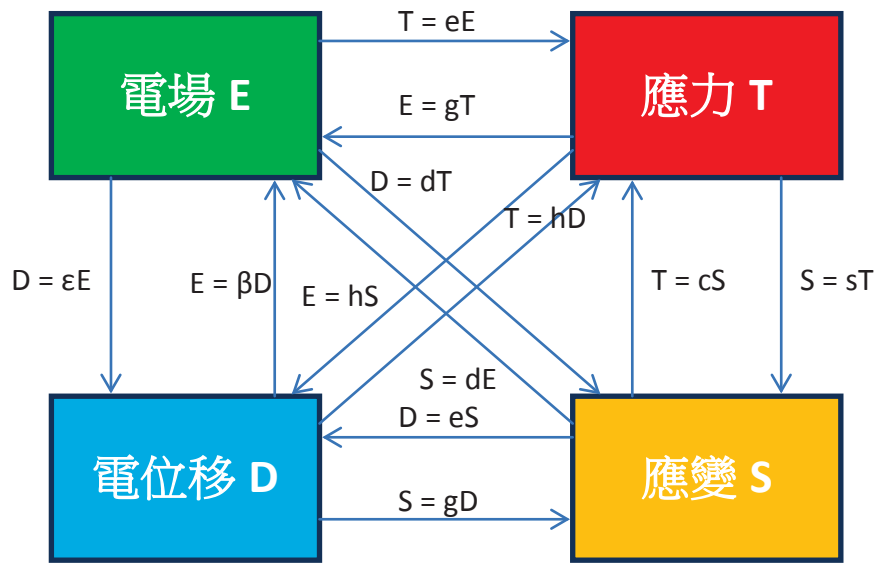 T = eE
電場 E
應力 T
E = gT
D = dT
T = hD
D = εE
E = βD
E = hS
T = cS
S = sT
S = dE
D = eS
電位移 D
應變 S
S = gD